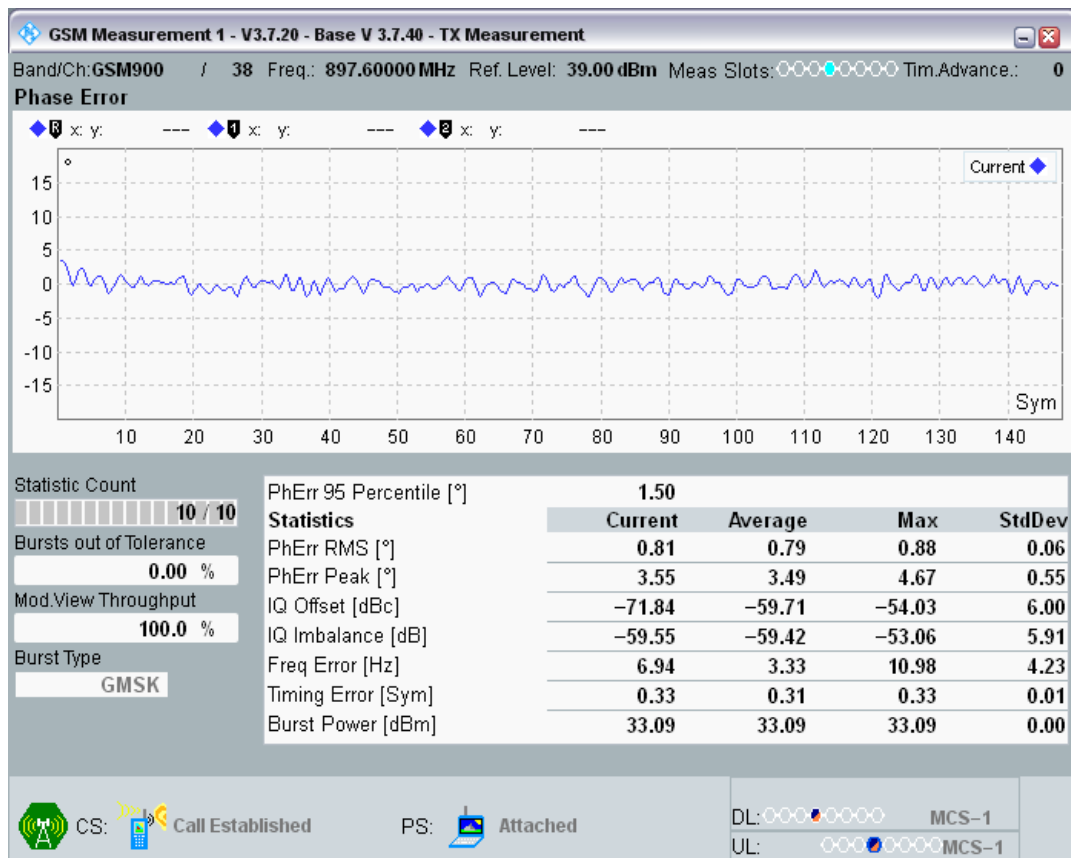 GSM Measurement 1 - V3.7.20 - Base V 3.7.40 - TX Measurement
Band/Ch:GSM900 / 38 Freq.: 897.60000 MHz Ref. Level: 39.00 dBm Meas Slots: Tim.Advance.: 0
Phase Error
R x: y: --- 1 x: y: --- 2 x: y: ---
°
Current
15
10
5
0
-5
-10
-15
Sym
10 20 30 40 50 60 70 80 90 100 110 120 130 140
Statistic Count
10 / 10
Bursts out of Tolerance
0.00 %
Mod.View Throughput
100.0 %
Burst Type
GMSK
PhErr 95 Percentile [°] 1.50
Statistics Current Average Max StdDev
PhErr RMS [°] 0.81 0.79 0.88 0.06
PhErr Peak [°] 3.55 3.49 4.67 0.55
IQ Offset [dBc] −71.84 −59.71 −54.03 6.00
IQ Imbalance [dB] −59.55 −59.42 −53.06 5.91
Freq Error [Hz] 6.94 3.33 10.98 4.23
Timing Error [Sym] 0.33 0.31 0.33 0.01
Burst Power [dBm] 33.09 33.09 33.09 0.00
CS: Call Established PS: Attached
DL: MCS−1
UL: MCS−1